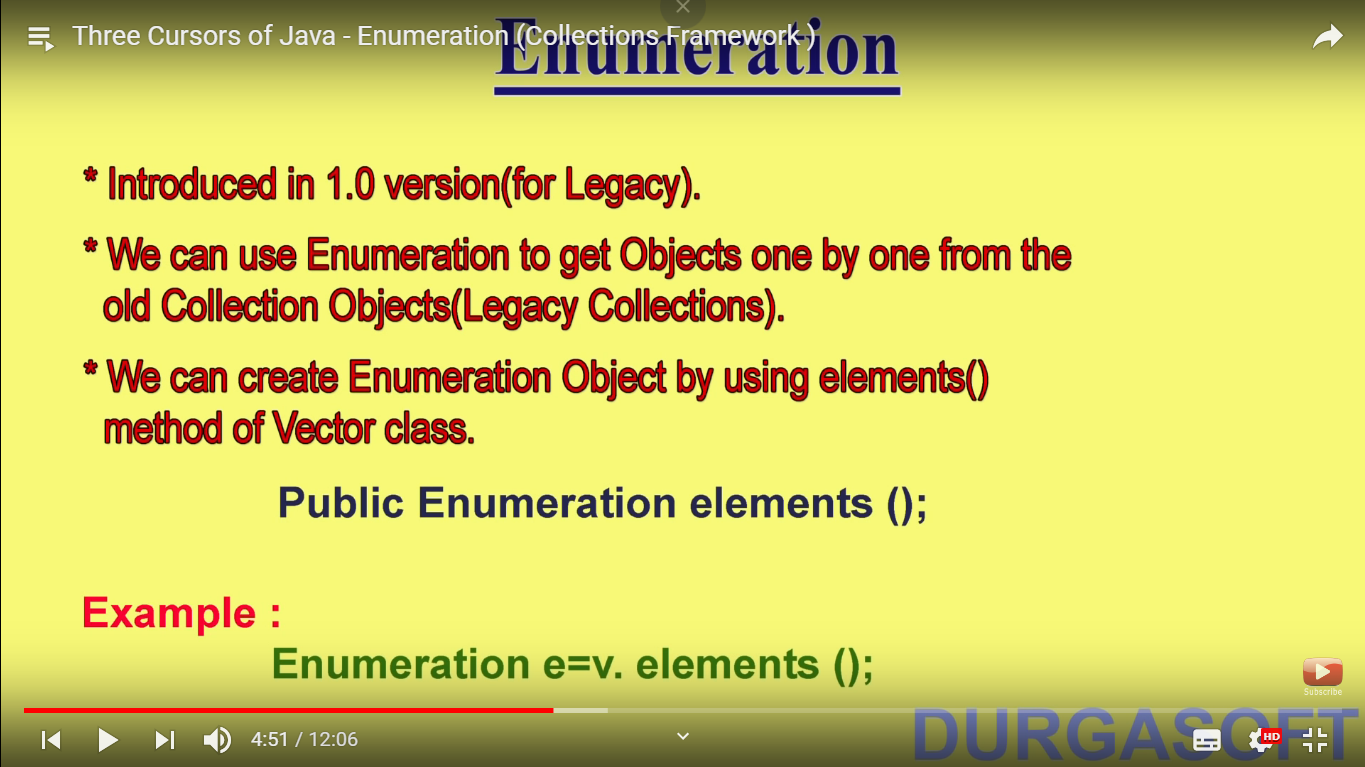 Three Cursors of Java - Enumeration (Collections Framework )
Enumeration
* Introduced in 1.0 version(for Legacy).
* We can use Enumeration to get Objects one by one from the
old Collection Objects(Legacy Collections).
* We can create Enumeration Object by using elements()
method of Vector class.
Public Enumeration elements ();
Example :
Enumeration e=v. elements ();
Subscribe
DURGASOFT
4:51 / 12:06
HD